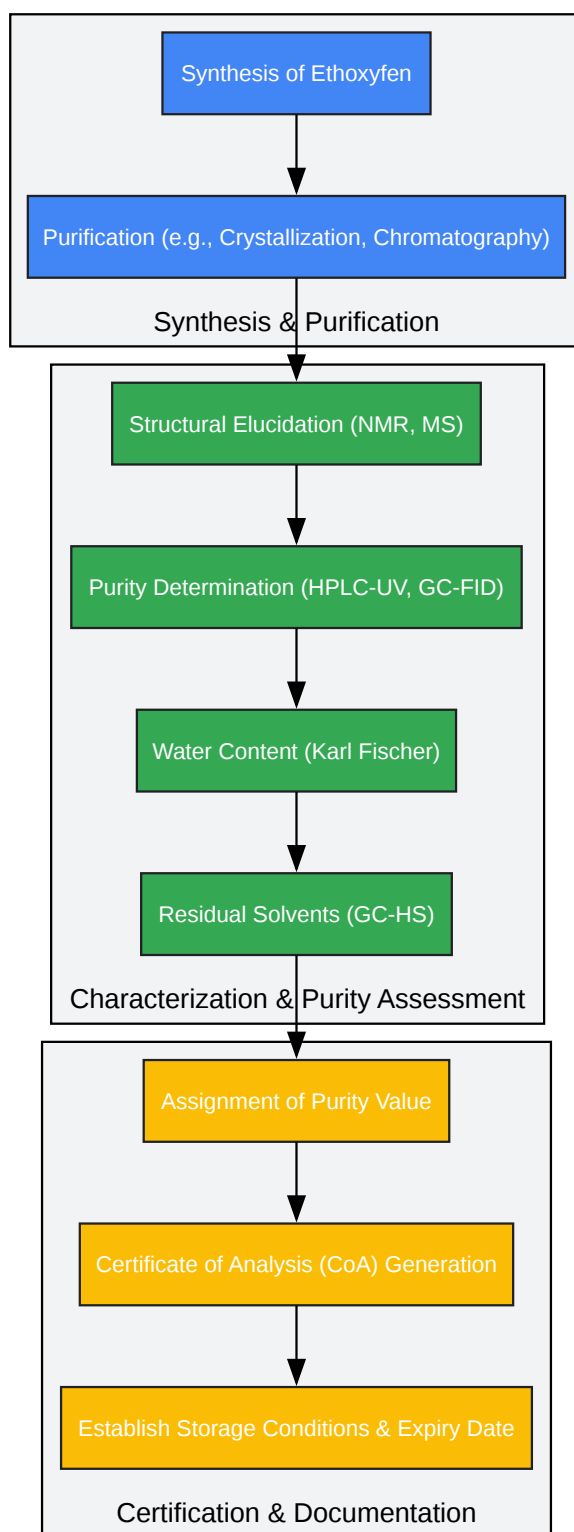 Synthesis of Ethoxyfen
Purification (e.g., Crystallization, Chromatography)
Synthesis & Purification
Structural Elucidation (NMR, MS)
Purity Determination (HPLC-UV, GC-FID)
Water Content (Karl Fischer)
Residual Solvents (GC-HS)
Characterization & Purity Assessment
Assignment of Purity Value
Certificate of Analysis (CoA) Generation
Establish Storage Conditions & Expiry Date
Certification & Documentation